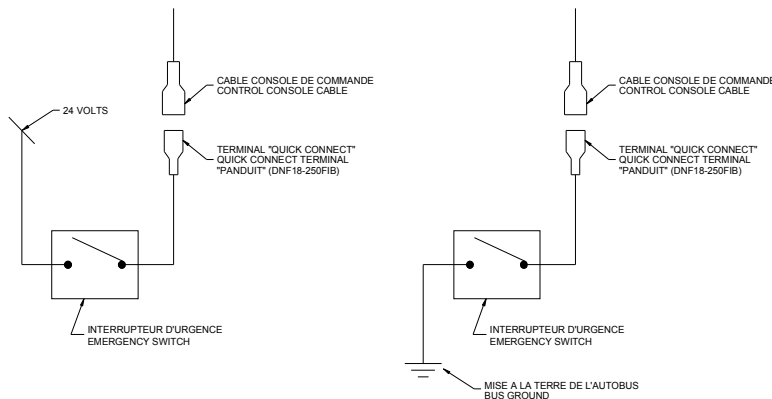 CABLE CONSOLE DE COMMANDE
CONTROL CONSOLE CABLE
24 VOLTS
TERMINAL "QUICK CONNECT"
QUICK CONNECT TERMINAL
"PANDUIT" (DNF18-250FIB)
INTERRUPTEUR D'URGENCE
EMERGENCY SWITCH
CABLE CONSOLE DE COMMANDE
CONTROL CONSOLE CABLE
TERMINAL "QUICK CONNECT"
QUICK CONNECT TERMINAL
"PANDUIT" (DNF18-250FIB)
INTERRUPTEUR D'URGENCE
EMERGENCY SWITCH
MISE A LA TERRE DE L'AUTOBUS
BUS GROUND